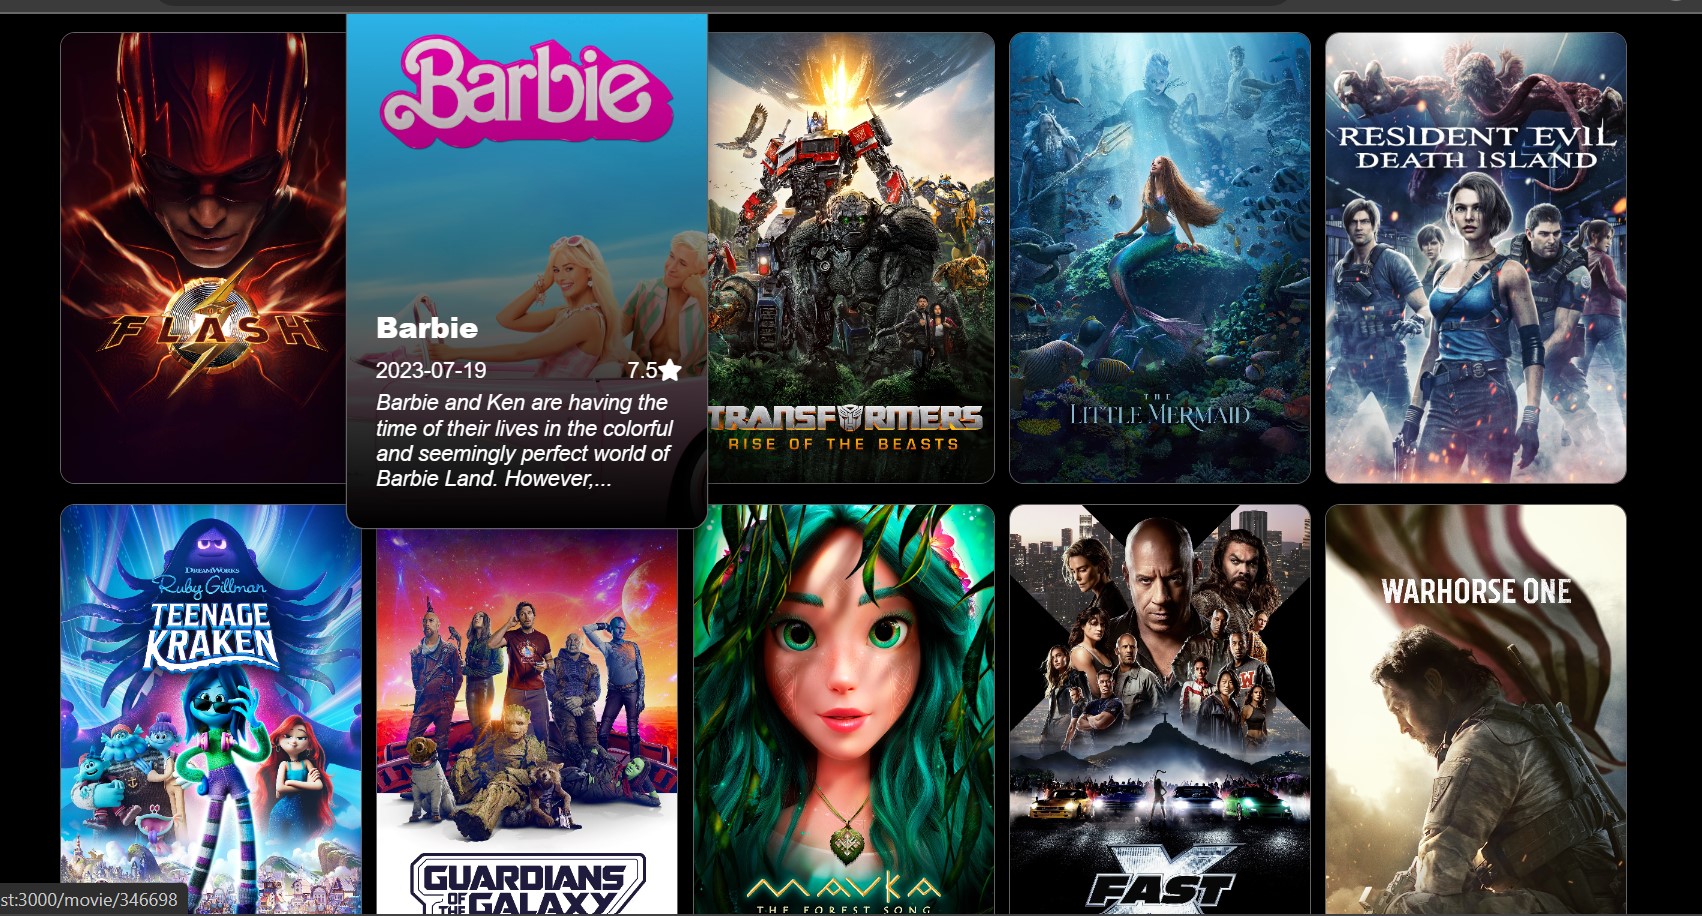 FLASH
Barbie
Barbie
2023-07-19
7.5
Barbie and Ken are having the
time of their lives in the colorful
and seemingly perfect world of
Barbie Land. However,...
TRANSFORMERS
RISE OF THE BEASTS
THE
LITTLE MERMAID
RESIDENT EVIL
DEATH ISLAND
DREAMWORKS
Ruby Gillman
TEENAGE
KRAKEN
GUARDIANS
OF THE GALAXY
MAVKA
THE FOREST SONG
X
FAST
WARHORSE ONE
st:3000/movie/346698